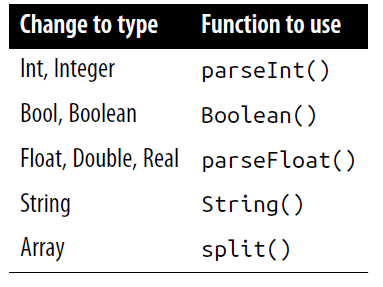 Change to type Function to use
Int, Integer parseInt()
Bool, Boolean Boolean()
Float, Double, Real parseFloat()
String String()
Array split()